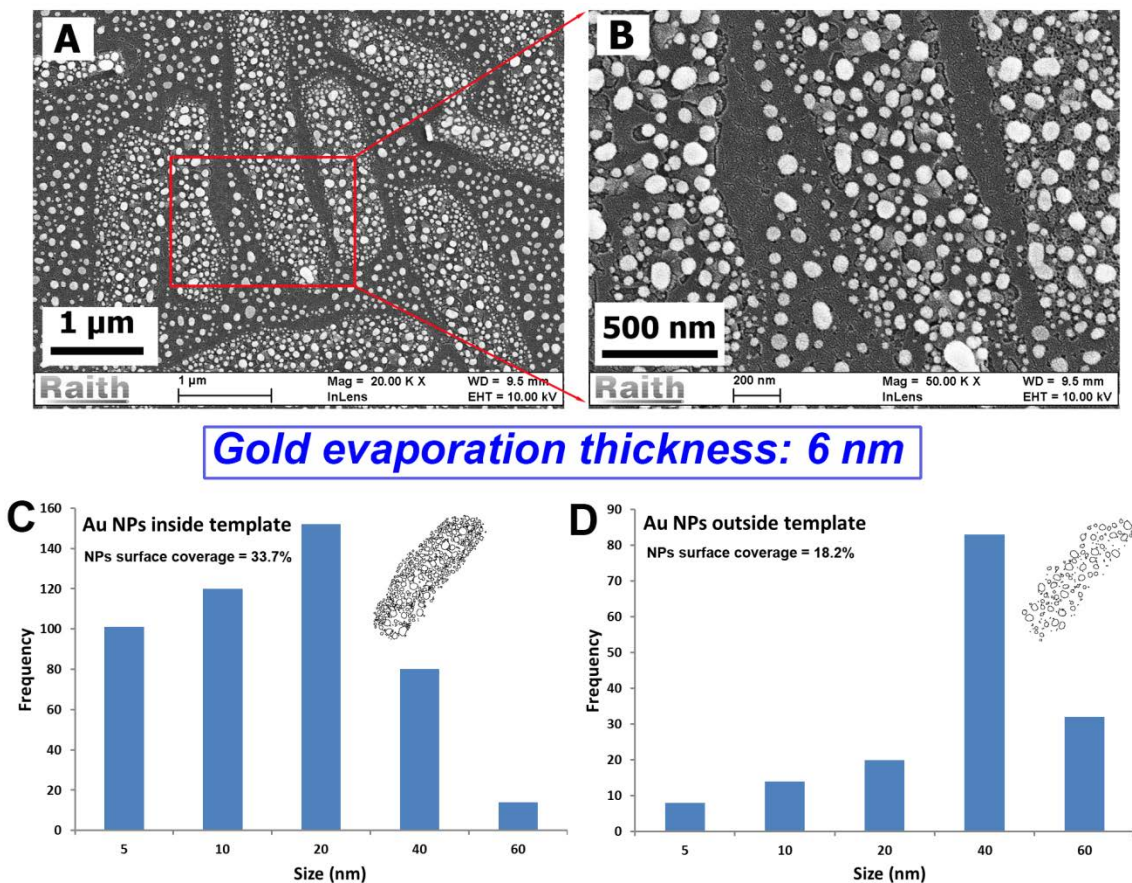 A
1 µm
Raith
1 µm
Mag = 20.00 K X
InLens
WD = 9.5 mm
EHT = 10.00 kV
B
500 nm
Raith
200 nm
Mag = 50.00 K X
InLens
WD = 9.5 mm
EHT = 10.00 kV
Gold evaporation thickness: 6 nm
C
Au NPs inside template
NPs surface coverage = 33.7%
Frequency
160
140
120
100
80
60
40
20
0
5 10 20 40 60
Size (nm)
D
Au NPs outside template
NPs surface coverage = 18.2%
Frequency
90
80
70
60
50
40
30
20
10
0
5 10 20 40 60
Size (nm)